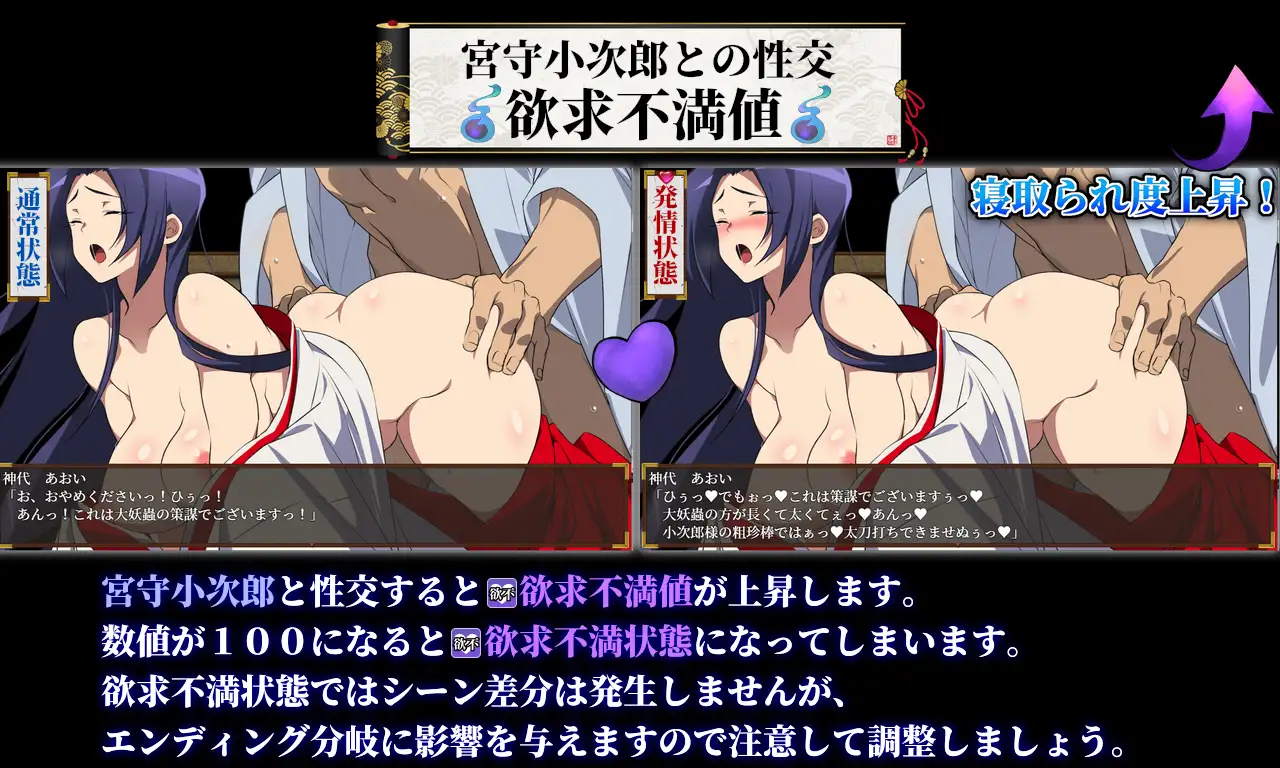 宮守小次郎との性交
欲求不満値
通常状態
発情状態
寝取られ度上昇！
神代　あおい
「お、おやめくださいっ！ひぅっ！
あんっ！これは大妖蟲の策謀でございますっ！」
神代　あおい
「ひぅっ♥でもぉっ♥これは策謀でございますぅっ♥
大妖蟲の方が長くて太くてぇっ♥あんっ♥
小次郎様の粗珍棒ではぁっ♥太刀打ちできませぬぅっ♥」
宮守小次郎と性交すると欲不欲求不満値が上昇します。
数値が１００になると欲不欲求不満状態になってしまいます。
欲求不満状態ではシーン差分は発生しませんが、
エンディング分岐に影響を与えますので注意して調整しましょう。